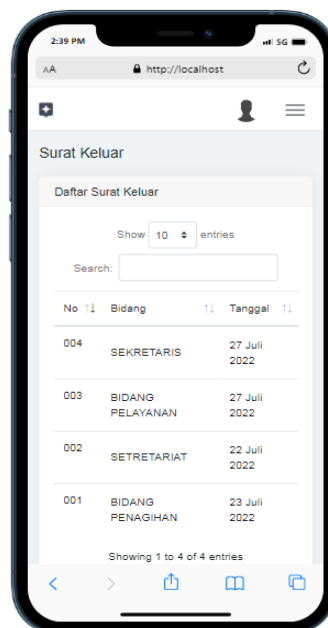 2:39 PM 5G
AA http://localhost
Surat Keluar
Daftar Surat Keluar
Show 10 entries
Search:
No Bidang Tanggal
004 SEKRETARIS 27 Juli
2022
003 BIDANG
PELAYANAN 27 Juli
2022
002 SETRETARIAT 22 Juli
2022
001 BIDANG
PENAGIHAN 23 Juli
2022
Showing 1 to 4 of 4 entries